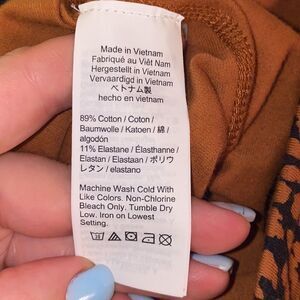 Made in Vietnam
Fabriqué au Viêt Nam
Hergestellt in Vietnam
Vervaardigd in Vietnam
ベトナム製
hecho en vietnam
89% Cotton / Coton /
Baumwolle / Katoen / 綿 /
algodón
11% Elastane / Élasthanne /
Elastan / Elastaan / ポリウ
レタン / elastano
Machine Wash Cold With
Like Colors. Non-Chlorine
Bleach Only. Tumble Dry
Low. Iron on Lowest
Setting.